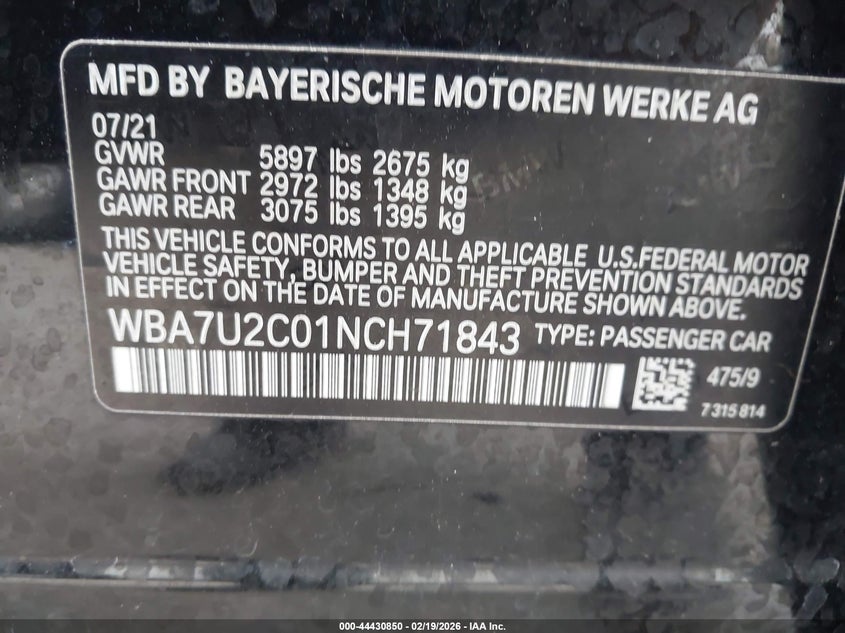 MFD BY BAYERISCHE MOTOREN WERKE AG
07/21
GVWR 5897 lbs 2675 kg
GAWR FRONT 2972 lbs 1348 kg
GAWR REAR 3075 lbs 1395 kg
THIS VEHICLE CONFORMS TO ALL APPLICABLE U.S.FEDERAL MOTOR
VEHICLE SAFETY, BUMPER AND THEFT PREVENTION STANDARDS
IN EFFECT ON THE DATE OF MANUFACTURE SHOWN ABOVE.
WBA7U2C01NCH71843 TYPE: PASSENGER CAR
475/9
7315814
000-44430850 - 02/19/2026 - IAA Inc.